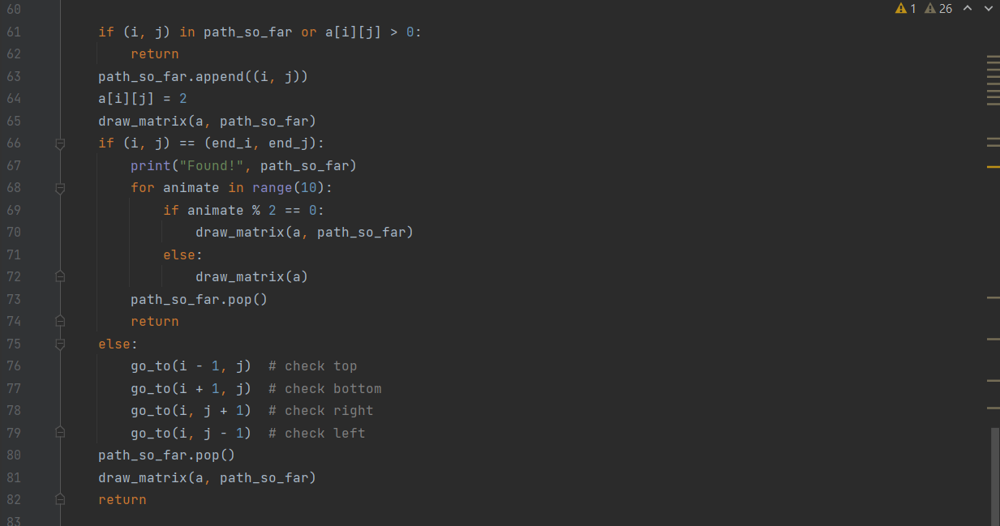 1 26
60
61 if (i, j) in path_so_far or a[i][j] > 0:
62 return
63 path_so_far.append((i, j))
64 a[i][j] = 2
65 draw_matrix(a, path_so_far)
66 if (i, j) == (end_i, end_j):
67 print("Found!", path_so_far)
68 for animate in range(10):
69 if animate % 2 == 0:
70 draw_matrix(a, path_so_far)
71 else:
72 draw_matrix(a)
73 path_so_far.pop()
74 return
75 else:
76 go_to(i - 1, j)  # check top
77 go_to(i + 1, j)  # check bottom
78 go_to(i, j + 1)  # check right
79 go_to(i, j - 1)  # check left
80 path_so_far.pop()
81 draw_matrix(a, path_so_far)
82 return
83